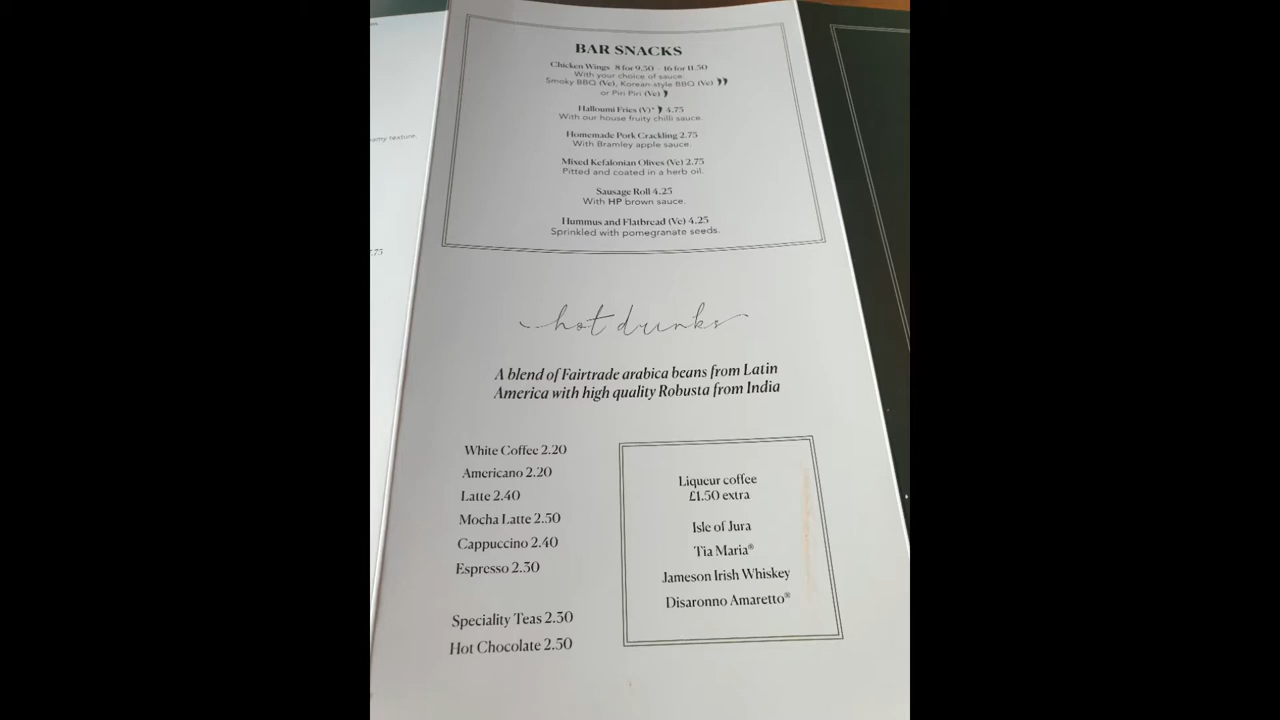 BAR SNACKS
Chicken Wings 8 for 9.50 - 16 for 11.50
With your choice of sauce.
Smoky BBQ (Ve), Korean-style BBQ (Ve)
or Piri Piri (Ve)
Halloumi Fries (V)* 4.75
With our house fruity chilli sauce.
Homemade Pork Crackling 2.75
With Bramley apple sauce.
Mixed Kefalonian Olives (Ve) 2.75
Pitted and coated in a herb oil.
Sausage Roll 4.25
With HP brown sauce.
Hummus and Flatbread (Ve) 4.25
Sprinkled with pomegranate seeds.
hot drinks
A blend of Fairtrade arabica beans from Latin
America with high quality Robusta from India
White Coffee 2.20
Americano 2.20
Latte 2.40
Mocha Latte 2.50
Cappuccino 2.40
Espresso 2.30
Speciality Teas 2.30
Hot Chocolate 2.50
Liqueur coffee
£1.50 extra
Isle of Jura
Tia Maria®
Jameson Irish Whiskey
Disaronno Amaretto®
texture.